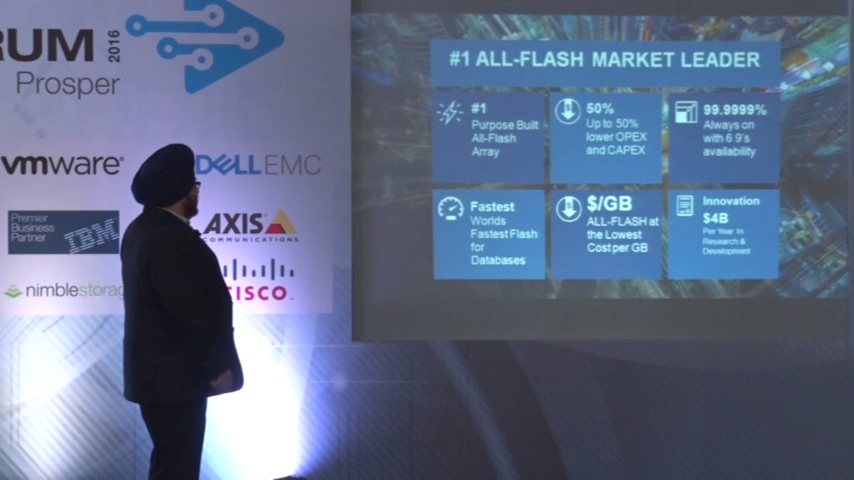 RUM 2016
Prosper
vmware®
DELLEMC
Premier
Business
Partner
IBM
AXIS
COMMUNICATIONS
nimblestorag
CISCO
#1 ALL-FLASH MARKET LEADER
#1
Purpose Built
All-Flash
Array
50%
Up to 50%
lower OPEX
and CAPEX
99.9999%
Always on
with 6 9's
availability
Fastest
Worlds
Fastest Flash
for
Databases
$/GB
ALL-FLASH at
the Lowest
Cost per GB
Innovation
$4B
Per Year In
Research &
Development